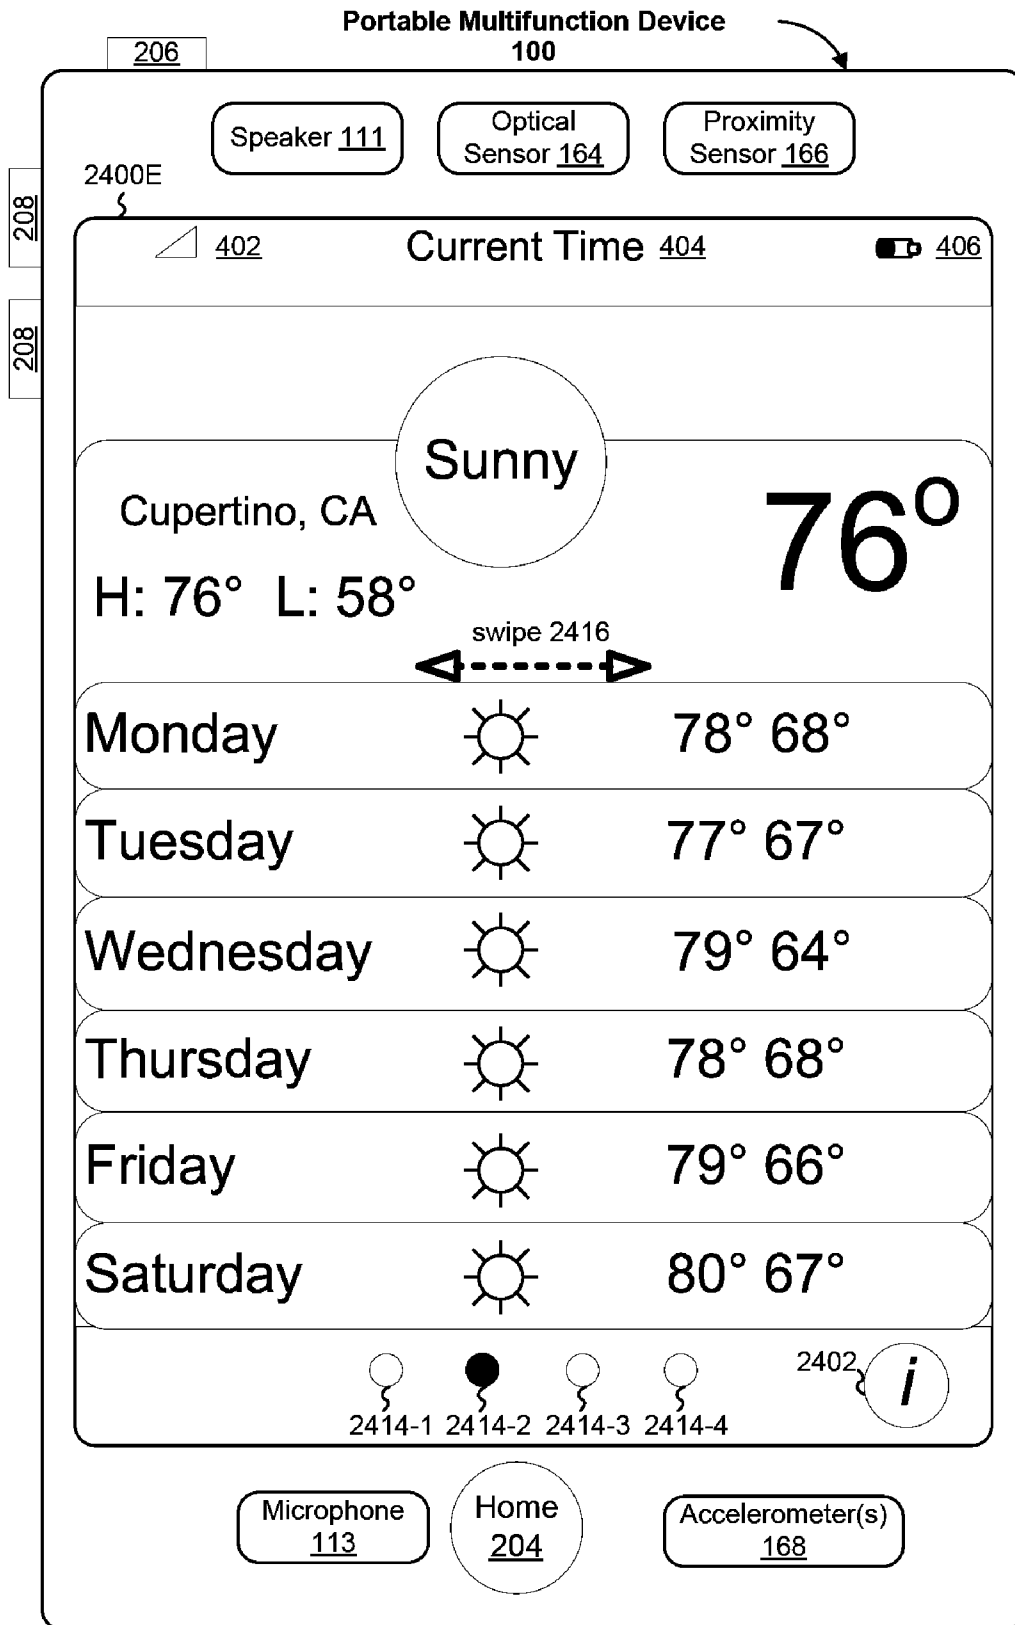 Portable Multifunction Device
100
206
Speaker 111
Optical
Sensor 164
Proximity
Sensor 166
2400E
208
208
402
Current Time 404
406
Sunny
Cupertino, CA
76°
H: 76° L: 58°
swipe 2416
Monday 78° 68°
Tuesday 77° 67°
Wednesday 79° 64°
Thursday 78° 68°
Friday 79° 66°
Saturday 80° 67°
2402
i
2414-1 2414-2 2414-3 2414-4
Microphone
113
Home
204
Accelerometer(s)
168